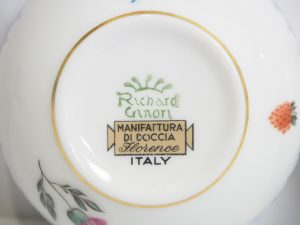 Richard
Ginori
MANIFATTURA
DI DOCCIA
Florence
ITALY